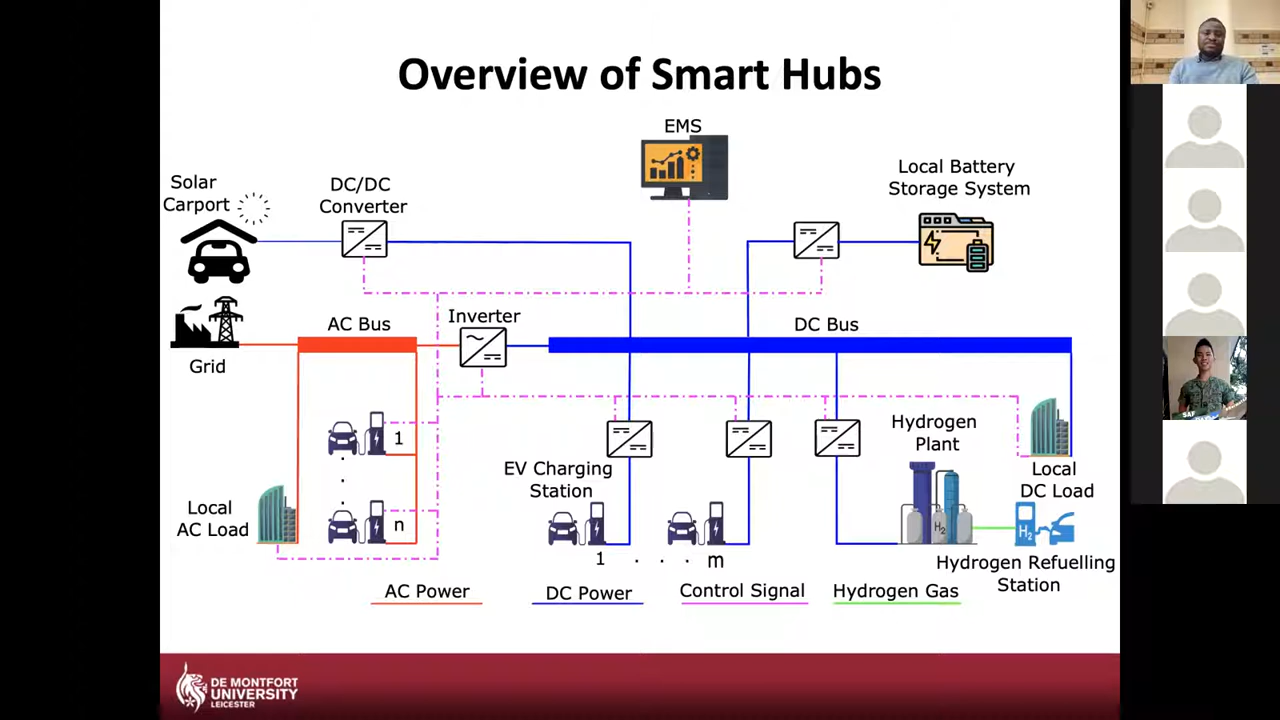 Overview of Smart Hubs
EMS
Solar
Carport
DC/DC
Converter
Local Battery
Storage System
Grid
AC Bus
Inverter
DC Bus
1
n
Local
AC Load
EV Charging
Station
1 . . . m
Hydrogen
Plant
H2
H2
Local
DC Load
Hydrogen Refuelling
Station
AC Power
DC Power
Control Signal
Hydrogen Gas
DE MONTFORT
UNIVERSITY
LEICESTER